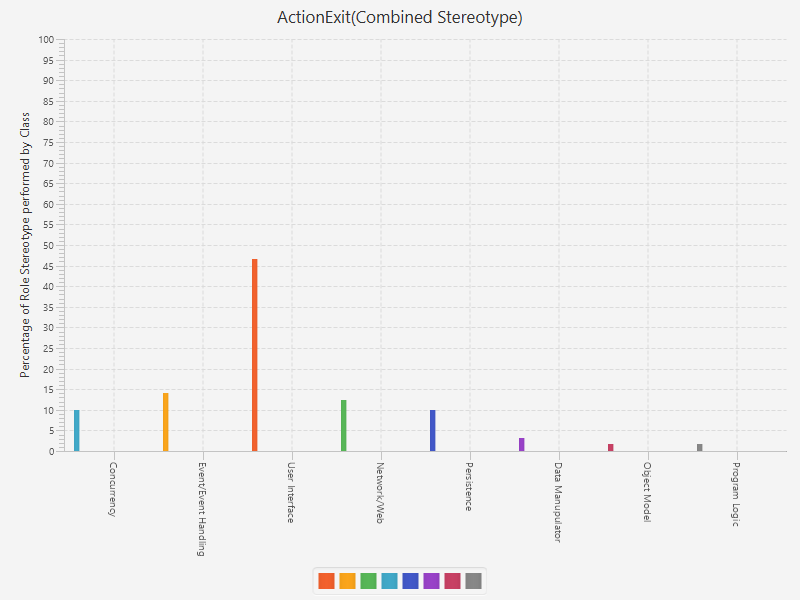 ActionExit(Combined Stereotype)
Percentage of Role Stereotype performed by Class
100
95
90
85
80
75
70
65
60
55
50
45
40
35
30
25
20
15
10
5
0
Concurrency
Event/Event Handling
User Interface
Network/Web
Persistence
Data Manupulator
Object Model
Program Logic